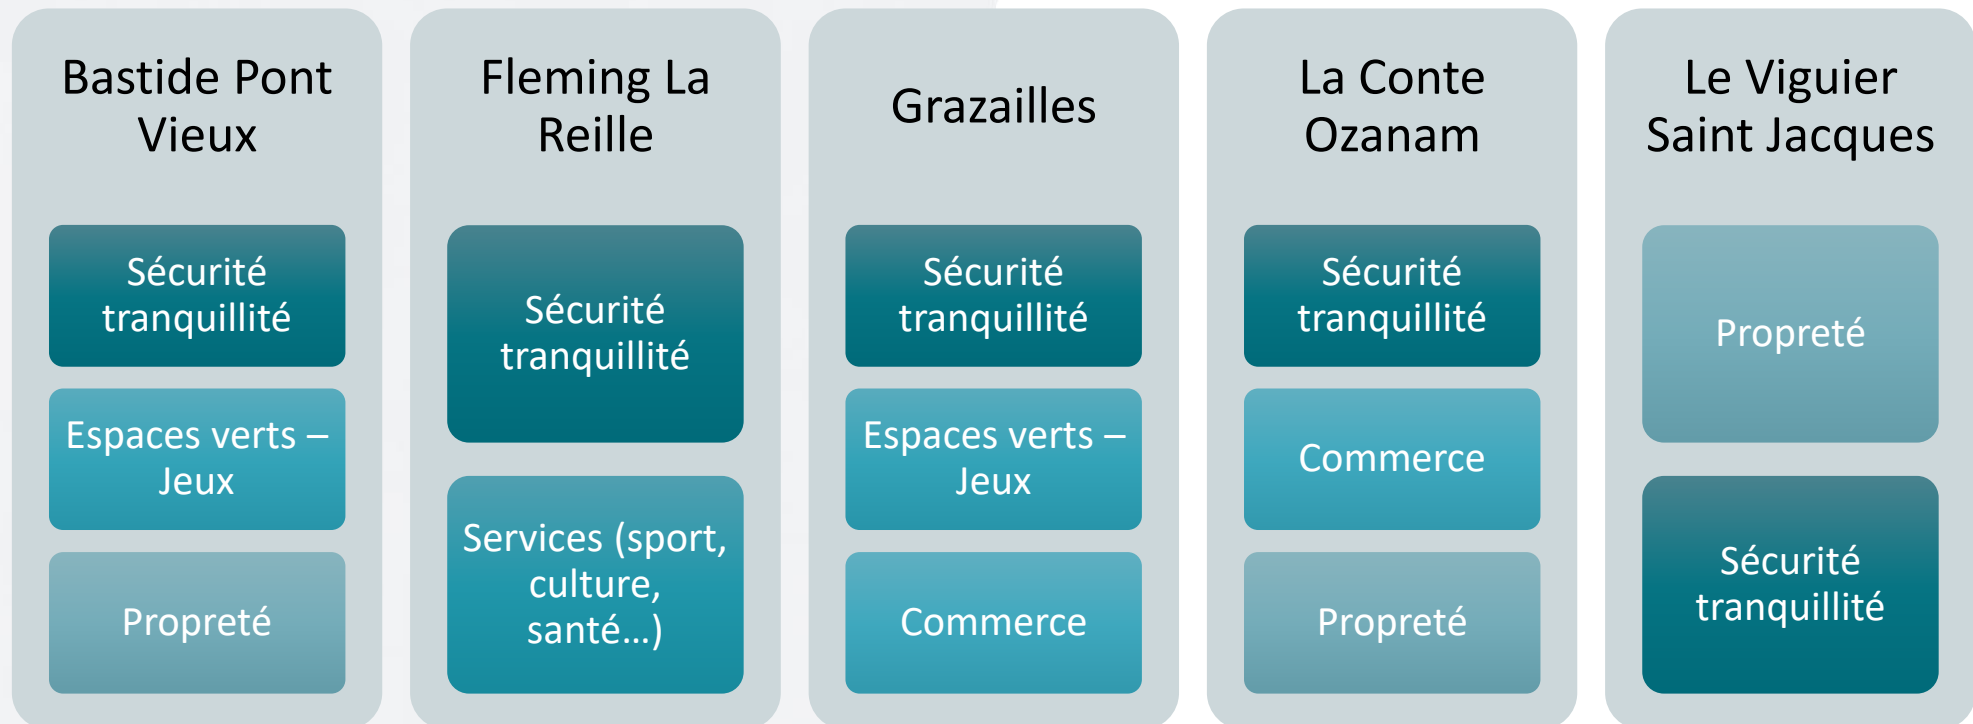 Bastide Pont
Vieux
Sécurité
tranquillité
Espaces verts –
Jeux
Propreté
Fleming La
Reille
Sécurité
tranquillité
Services (sport,
culture,
santé...)
Grazailles
Sécurité
tranquillité
Espaces verts –
Jeux
Commerce
La Conte
Ozanam
Sécurité
tranquillité
Commerce
Propreté
Le Viguier
Saint Jacques
Propreté
Sécurité
tranquillité